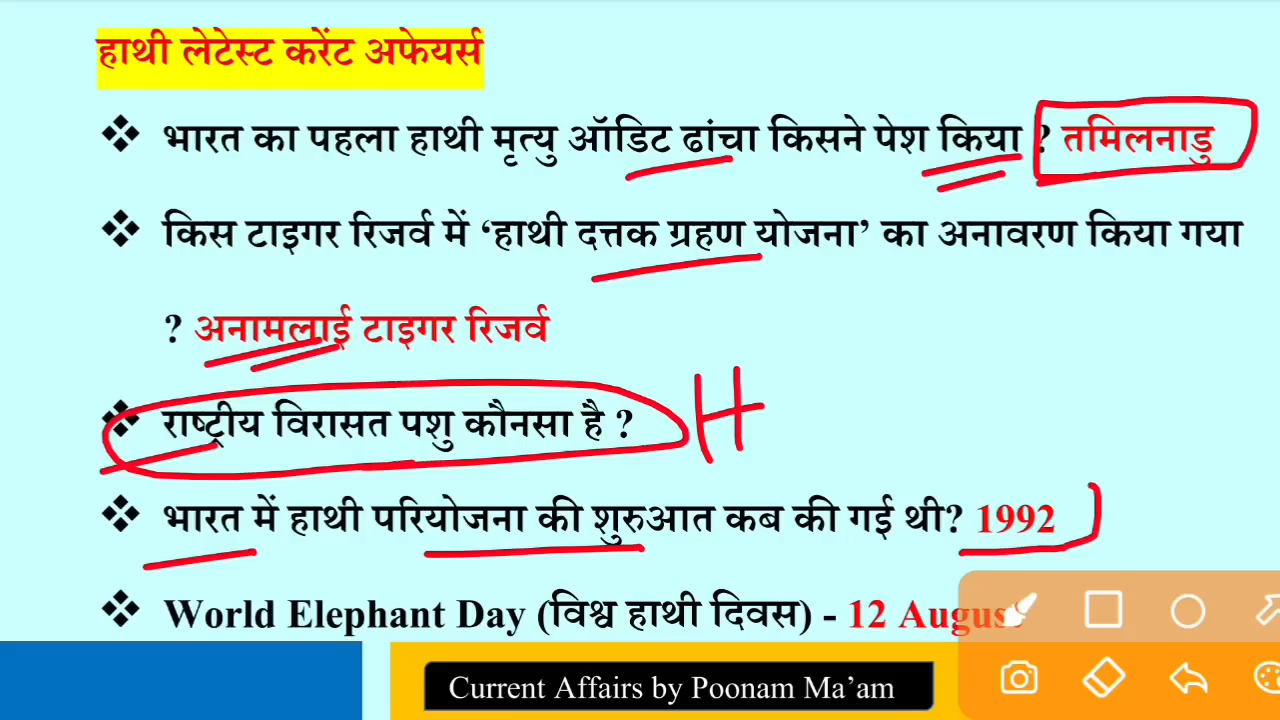 हाथी लेटेस्ट करेंट अफेयर्स
❖ भारत का पहला हाथी मृत्यु ऑडिट ढांचा किसने पेश किया ? तमिलनाडु
❖ किस टाइगर रिजर्व में ‘हाथी दत्तक ग्रहण योजना’ का अनावरण किया गया
? अनामलाई टाइगर रिजर्व
❖ राष्ट्रीय विरासत पशु कौनसा है ? H
❖ भारत में हाथी परियोजना की शुरुआत कब की गई थी? 1992
❖ World Elephant Day (विश्व हाथी दिवस) - 12 August
Current Affairs by Poonam Ma’am